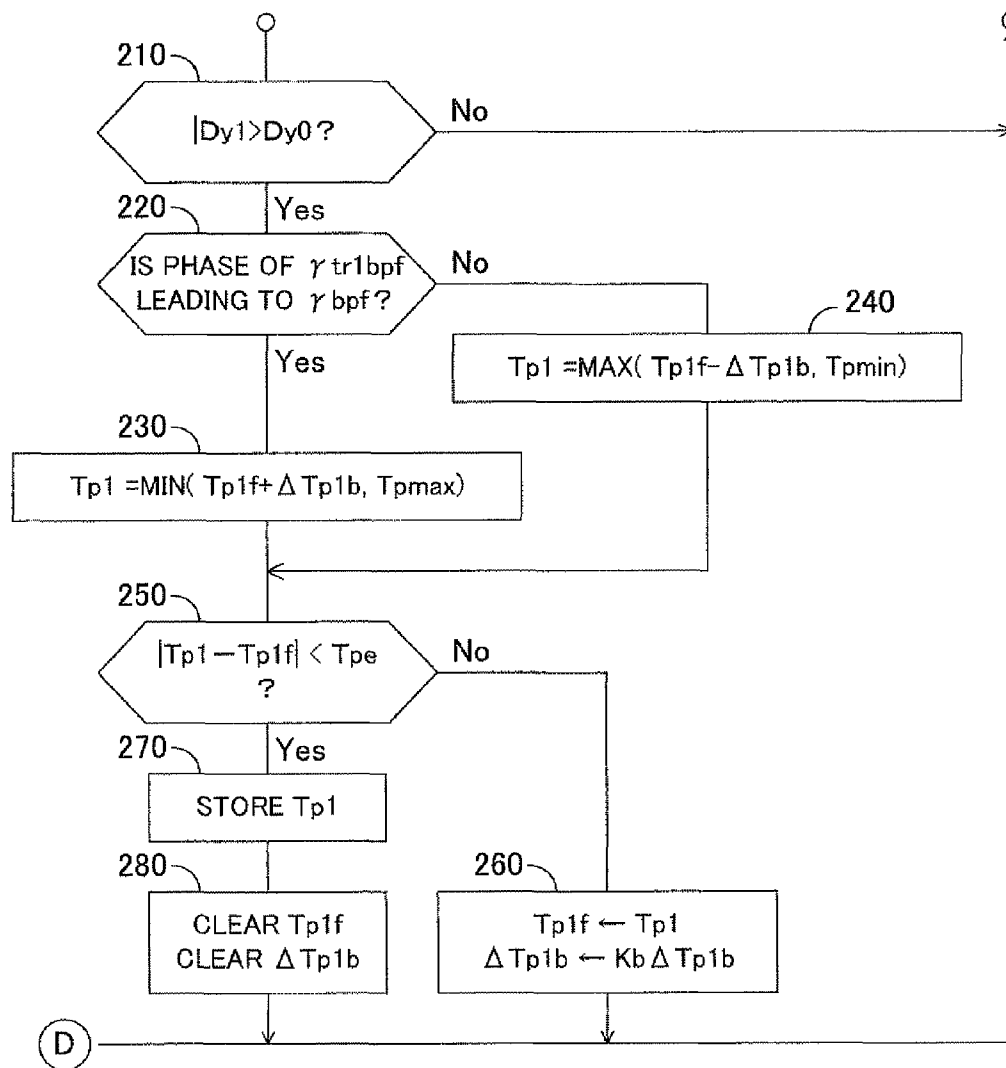 210
|Dy1>Dy0?
No
Yes
220
IS PHASE OF γtr1bpf
LEADING TO γbpf?
No
Yes
240
Tp1 =MAX( Tp1f-ΔTp1b, Tpmin)
230
Tp1 =MIN( Tp1f+ΔTp1b, Tpmax)
250
|Tp1-Tp1f| < Tpe
?
No
Yes
270
STORE Tp1
280
CLEAR Tp1f
CLEAR ΔTp1b
260
Tp1f ← Tp1
ΔTp1b ← KbΔTp1b
D